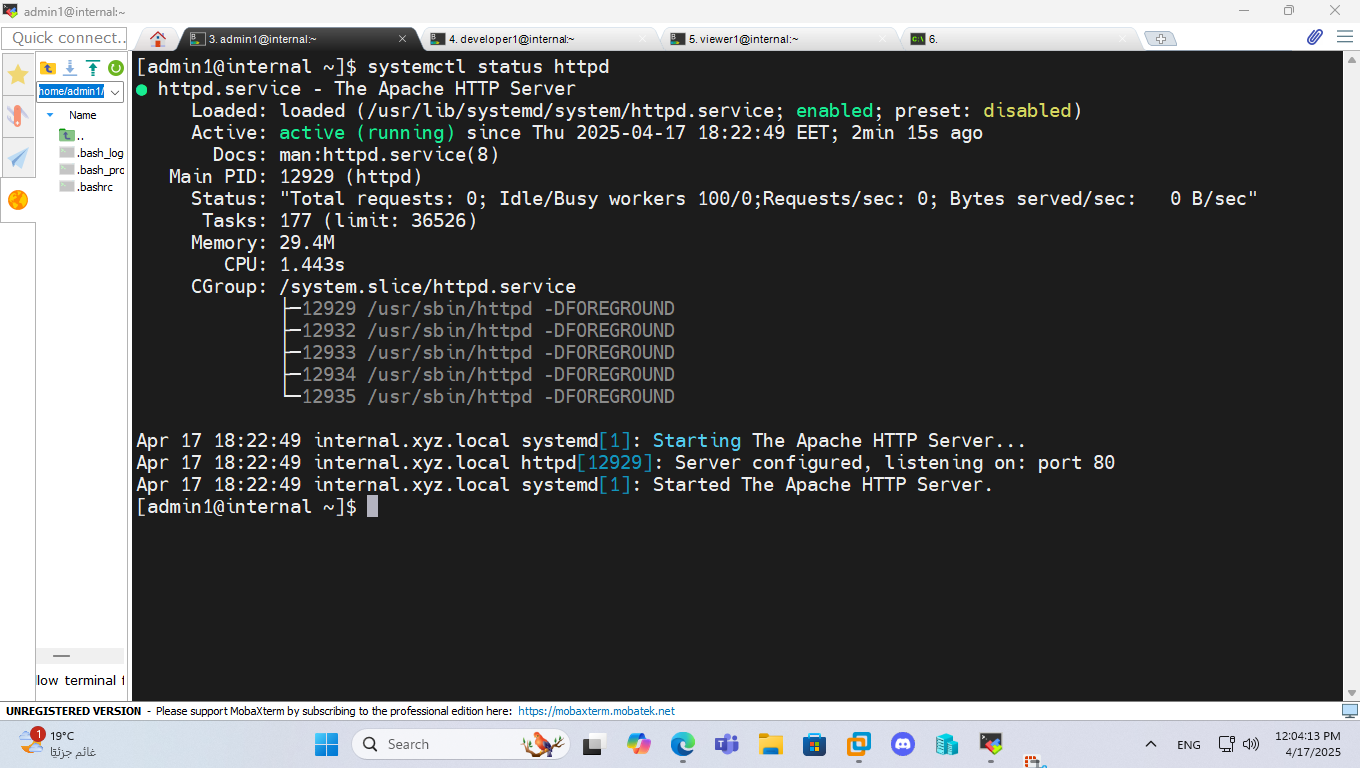 admin1@internal:~
Quick connect...
3. admin1@internal:~
4. developer1@internal:~
5. viewer1@internal:~
6.
home/admin1/
Name
..
.bash_log
.bash_pro
.bashrc
[admin1@internal ~]$ systemctl status httpd
● httpd.service - The Apache HTTP Server
Loaded: loaded (/usr/lib/systemd/system/httpd.service; enabled; preset: disabled)
Active: active (running) since Thu 2025-04-17 18:22:49 EET; 2min 15s ago
Docs: man:httpd.service(8)
Main PID: 12929 (httpd)
Status: "Total requests: 0; Idle/Busy workers 100/0;Requests/sec: 0; Bytes served/sec:   0 B/sec"
Tasks: 177 (limit: 36526)
Memory: 29.4M
CPU: 1.443s
CGroup: /system.slice/httpd.service
├─12929 /usr/sbin/httpd -DFOREGROUND
├─12932 /usr/sbin/httpd -DFOREGROUND
├─12933 /usr/sbin/httpd -DFOREGROUND
├─12934 /usr/sbin/httpd -DFOREGROUND
└─12935 /usr/sbin/httpd -DFOREGROUND
Apr 17 18:22:49 internal.xyz.local systemd[1]: Starting The Apache HTTP Server...
Apr 17 18:22:49 internal.xyz.local httpd[12929]: Server configured, listening on: port 80
Apr 17 18:22:49 internal.xyz.local systemd[1]: Started The Apache HTTP Server.
[admin1@internal ~]$
low terminal f
UNREGISTERED VERSION - Please support MobaXterm by subscribing to the professional edition here: https://mobaxterm.mobatek.net
1
19°C
غائم جزئيًا
Search
ENG
12:04:13 PM
4/17/2025